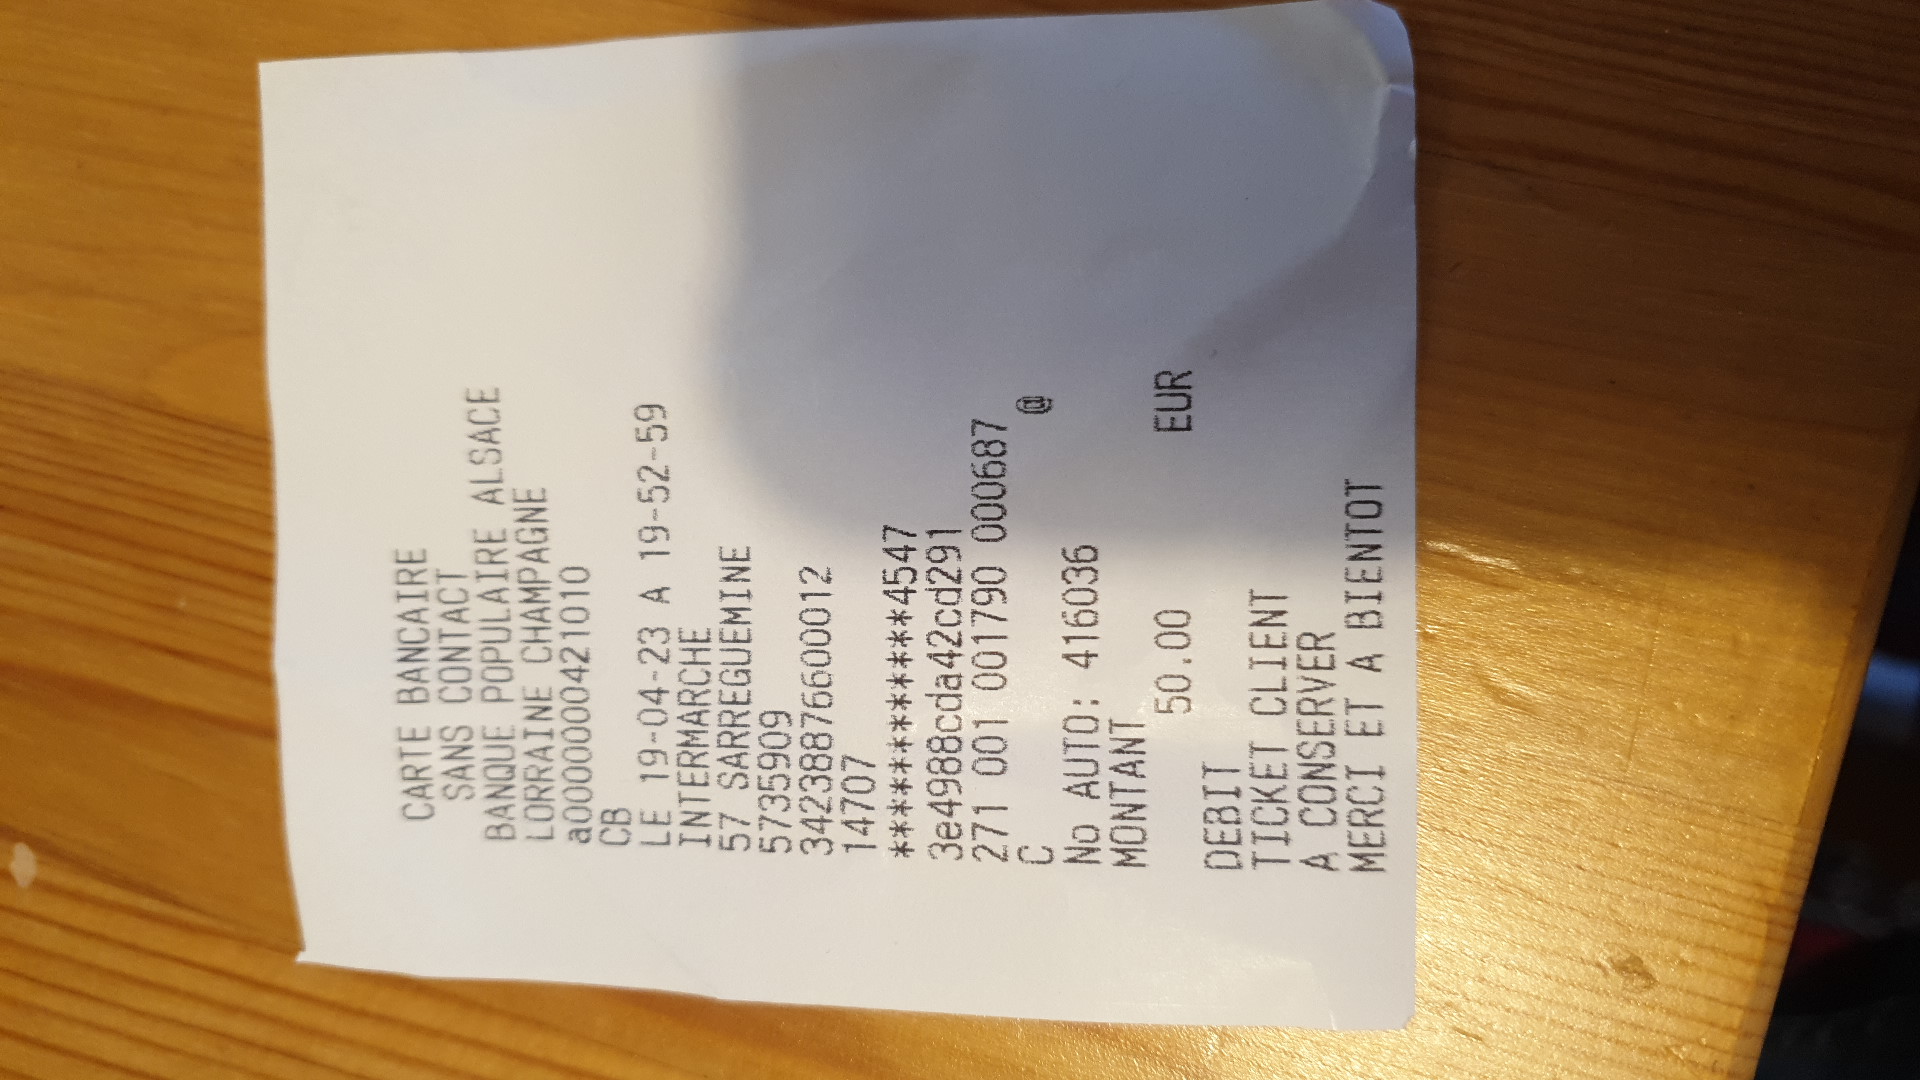 CARTE BANCAIRE
SANS CONTACT
BANQUE POPULAIRE ALSACE
LORRAINE CHAMPAGNE
a0000000421010
CB
LE 19-04-23 A 19-52-59
INTERMARCHE
57 SARREGUEMINE
5735909
34238876600012
14707
************4547
3e4988cda42cd291
271 001 001790 000687
C @
No AUTO: 416036
MONTANT
50.00 EUR
DEBIT
TICKET CLIENT
A CONSERVER
MERCI ET A BIENTOT